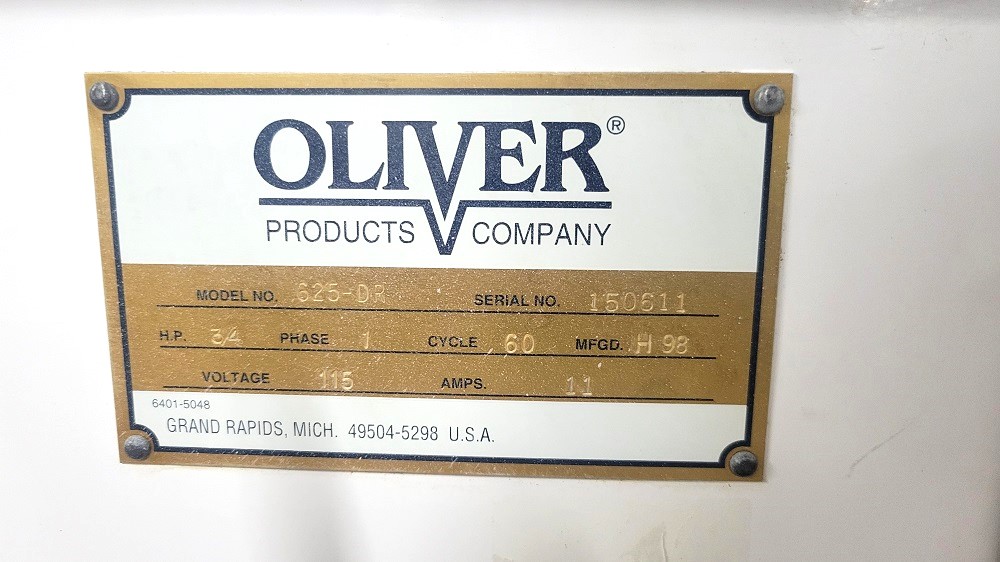 OLIVER®
PRODUCTS COMPANY
MODEL NO. 625-DR SERIAL NO. 150611
H.P. 3/4 PHASE 1 CYCLE 60 MFGD. H 98
VOLTAGE 115 AMPS. 11
6401-5048
GRAND RAPIDS, MICH. 49504-5298 U.S.A.